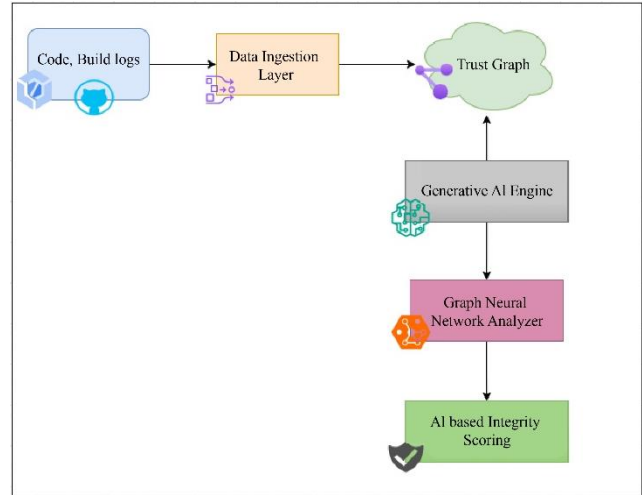 Code, Build logs
Data Ingestion
Layer
Trust Graph
Generative AI Engine
Graph Neural
Network Analyzer
AI based Integrity
Scoring